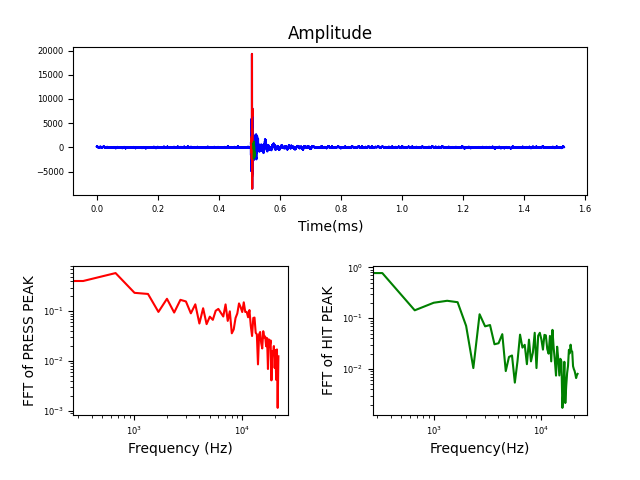 Amplitude
20000
15000
10000
5000
0
−5000
0.0 0.2 0.4 0.6 0.8 1.0 1.2 1.4 1.6
Time(ms)
FFT of PRESS PEAK
10⁻¹
10⁻²
10⁻³
10³ 10⁴
Frequency (Hz)
FFT of HIT PEAK
10⁰
10⁻¹
10⁻²
10³ 10⁴
Frequency(Hz)